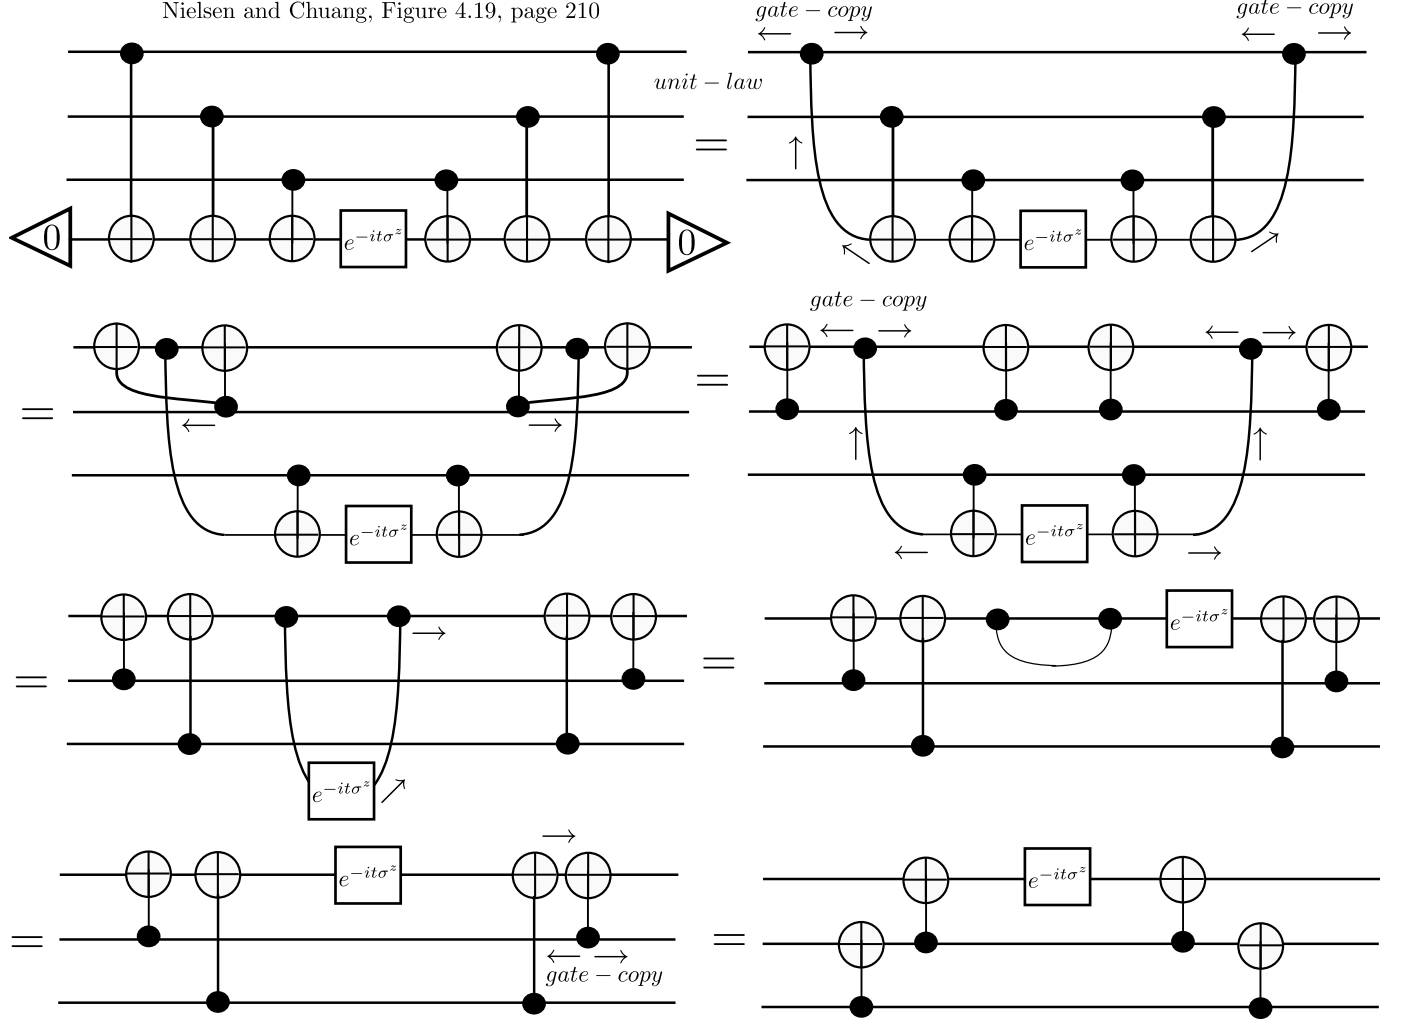 Nielsen and Chuang, Figure 4.19, page 210
gate − copy
← →
gate − copy
← →
unit − law
=
↑
0
e^{−itσ^z}
0
e^{−itσ^z}
↖
↗
gate − copy
← →
← →
=
=
← →
↑ ↑
e^{−itσ^z}
e^{−itσ^z}
← →
=
→
e^{−itσ^z}
↗
=
e^{−itσ^z}
=
e^{−itσ^z}
→
← →
gate − copy
=
e^{−itσ^z}